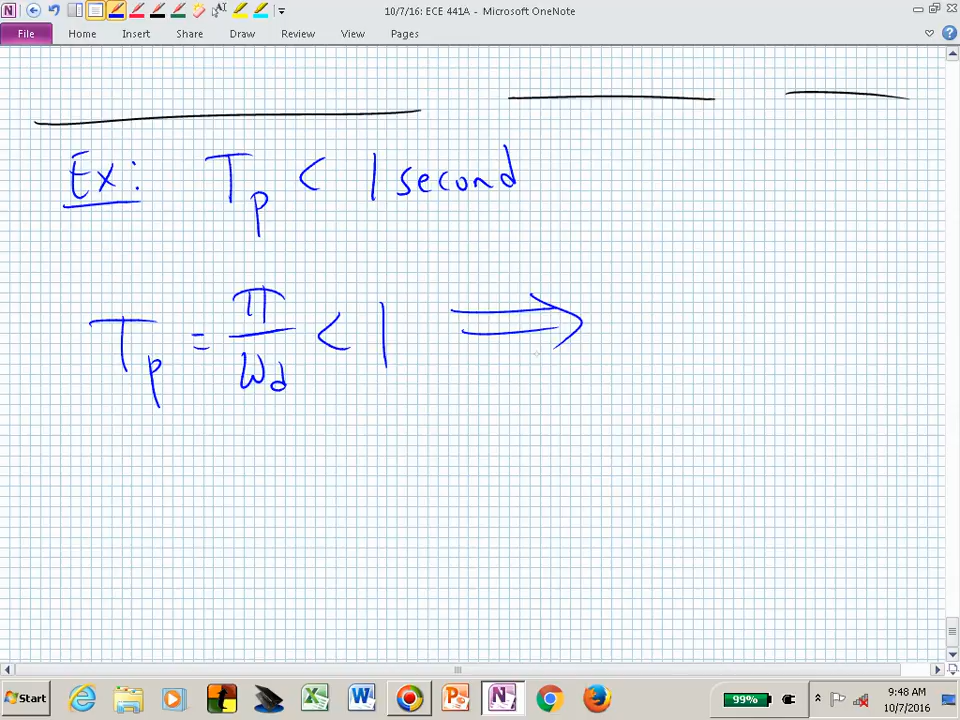 10/7/16: ECE 441A - Microsoft OneNote
File Home Insert Share Draw Review View Pages
Ex: Tp < 1 second
Tp = π/ωd < 1 ⟹
Start
99%
9:48 AM
10/7/2016